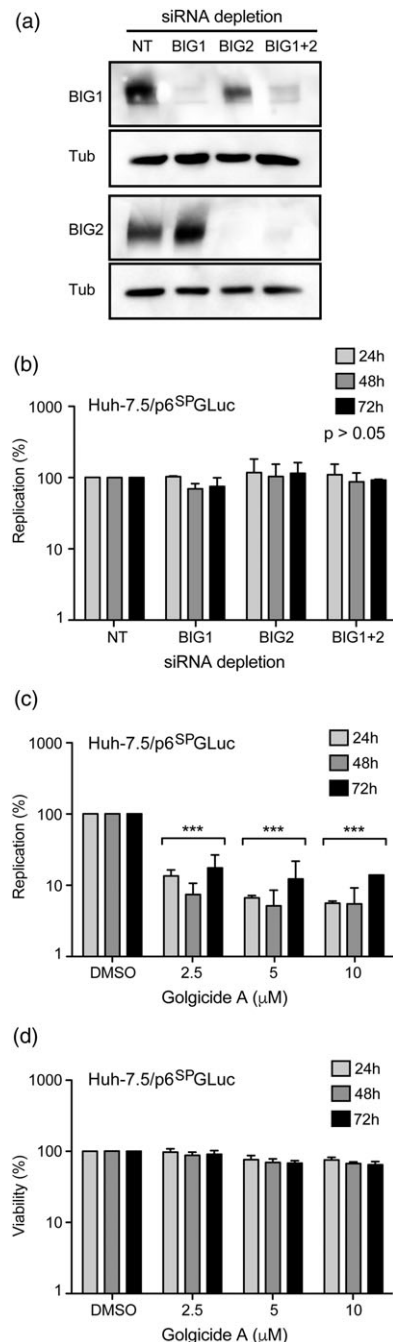 (a)
siRNA depletion
NT BIG1 BIG2 BIG1+2
BIG1
Tub
BIG2
Tub
(b)
24h
48h
72h
p > 0.05
Huh-7.5/p6SPGLuc
1000
100
10
1
Replication (%)
NT BIG1 BIG2 BIG1+2
siRNA depletion
(c)
24h
48h
72h
Huh-7.5/p6SPGLuc
1000
100
10
1
Replication (%)
*** *** ***
DMSO 2.5 5 10
Golgicide A (μM)
(d)
24h
48h
72h
Huh-7.5/p6SPGLuc
1000
100
10
1
Viability (%)
DMSO 2.5 5 10
Golgicide A (μM)